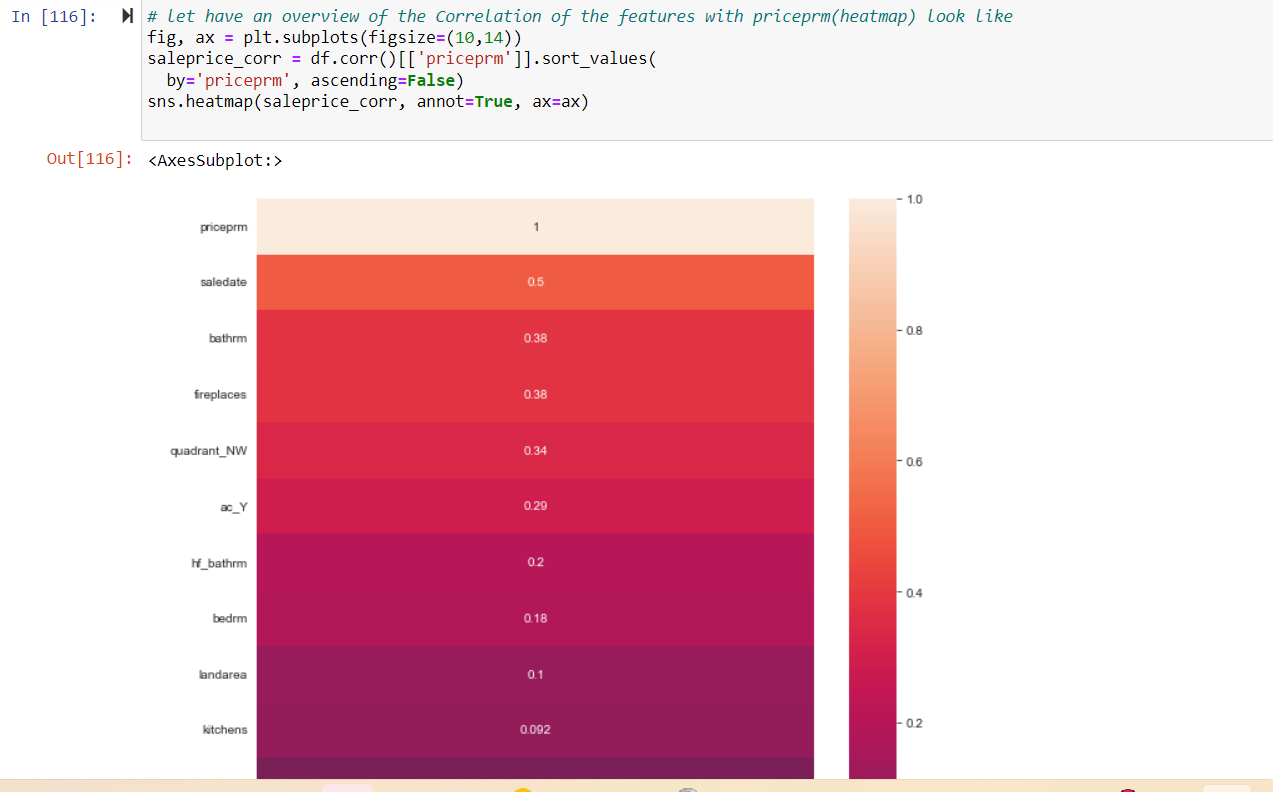 In [116]:
# let have an overview of the Correlation of the features with priceprm(heatmap) look like
fig, ax = plt.subplots(figsize=(10,14))
saleprice_corr = df.corr()[['priceprm']].sort_values(
  by='priceprm', ascending=False)
sns.heatmap(saleprice_corr, annot=True, ax=ax)
Out[116]: <AxesSubplot:>
priceprm 1
saledate 0.5
bathrm 0.38
fireplaces 0.38
quadrant_NW 0.34
ac_Y 0.29
hf_bathrm 0.2
bedrm 0.18
landarea 0.1
kitchens 0.092
1.0
0.8
0.6
0.4
0.2